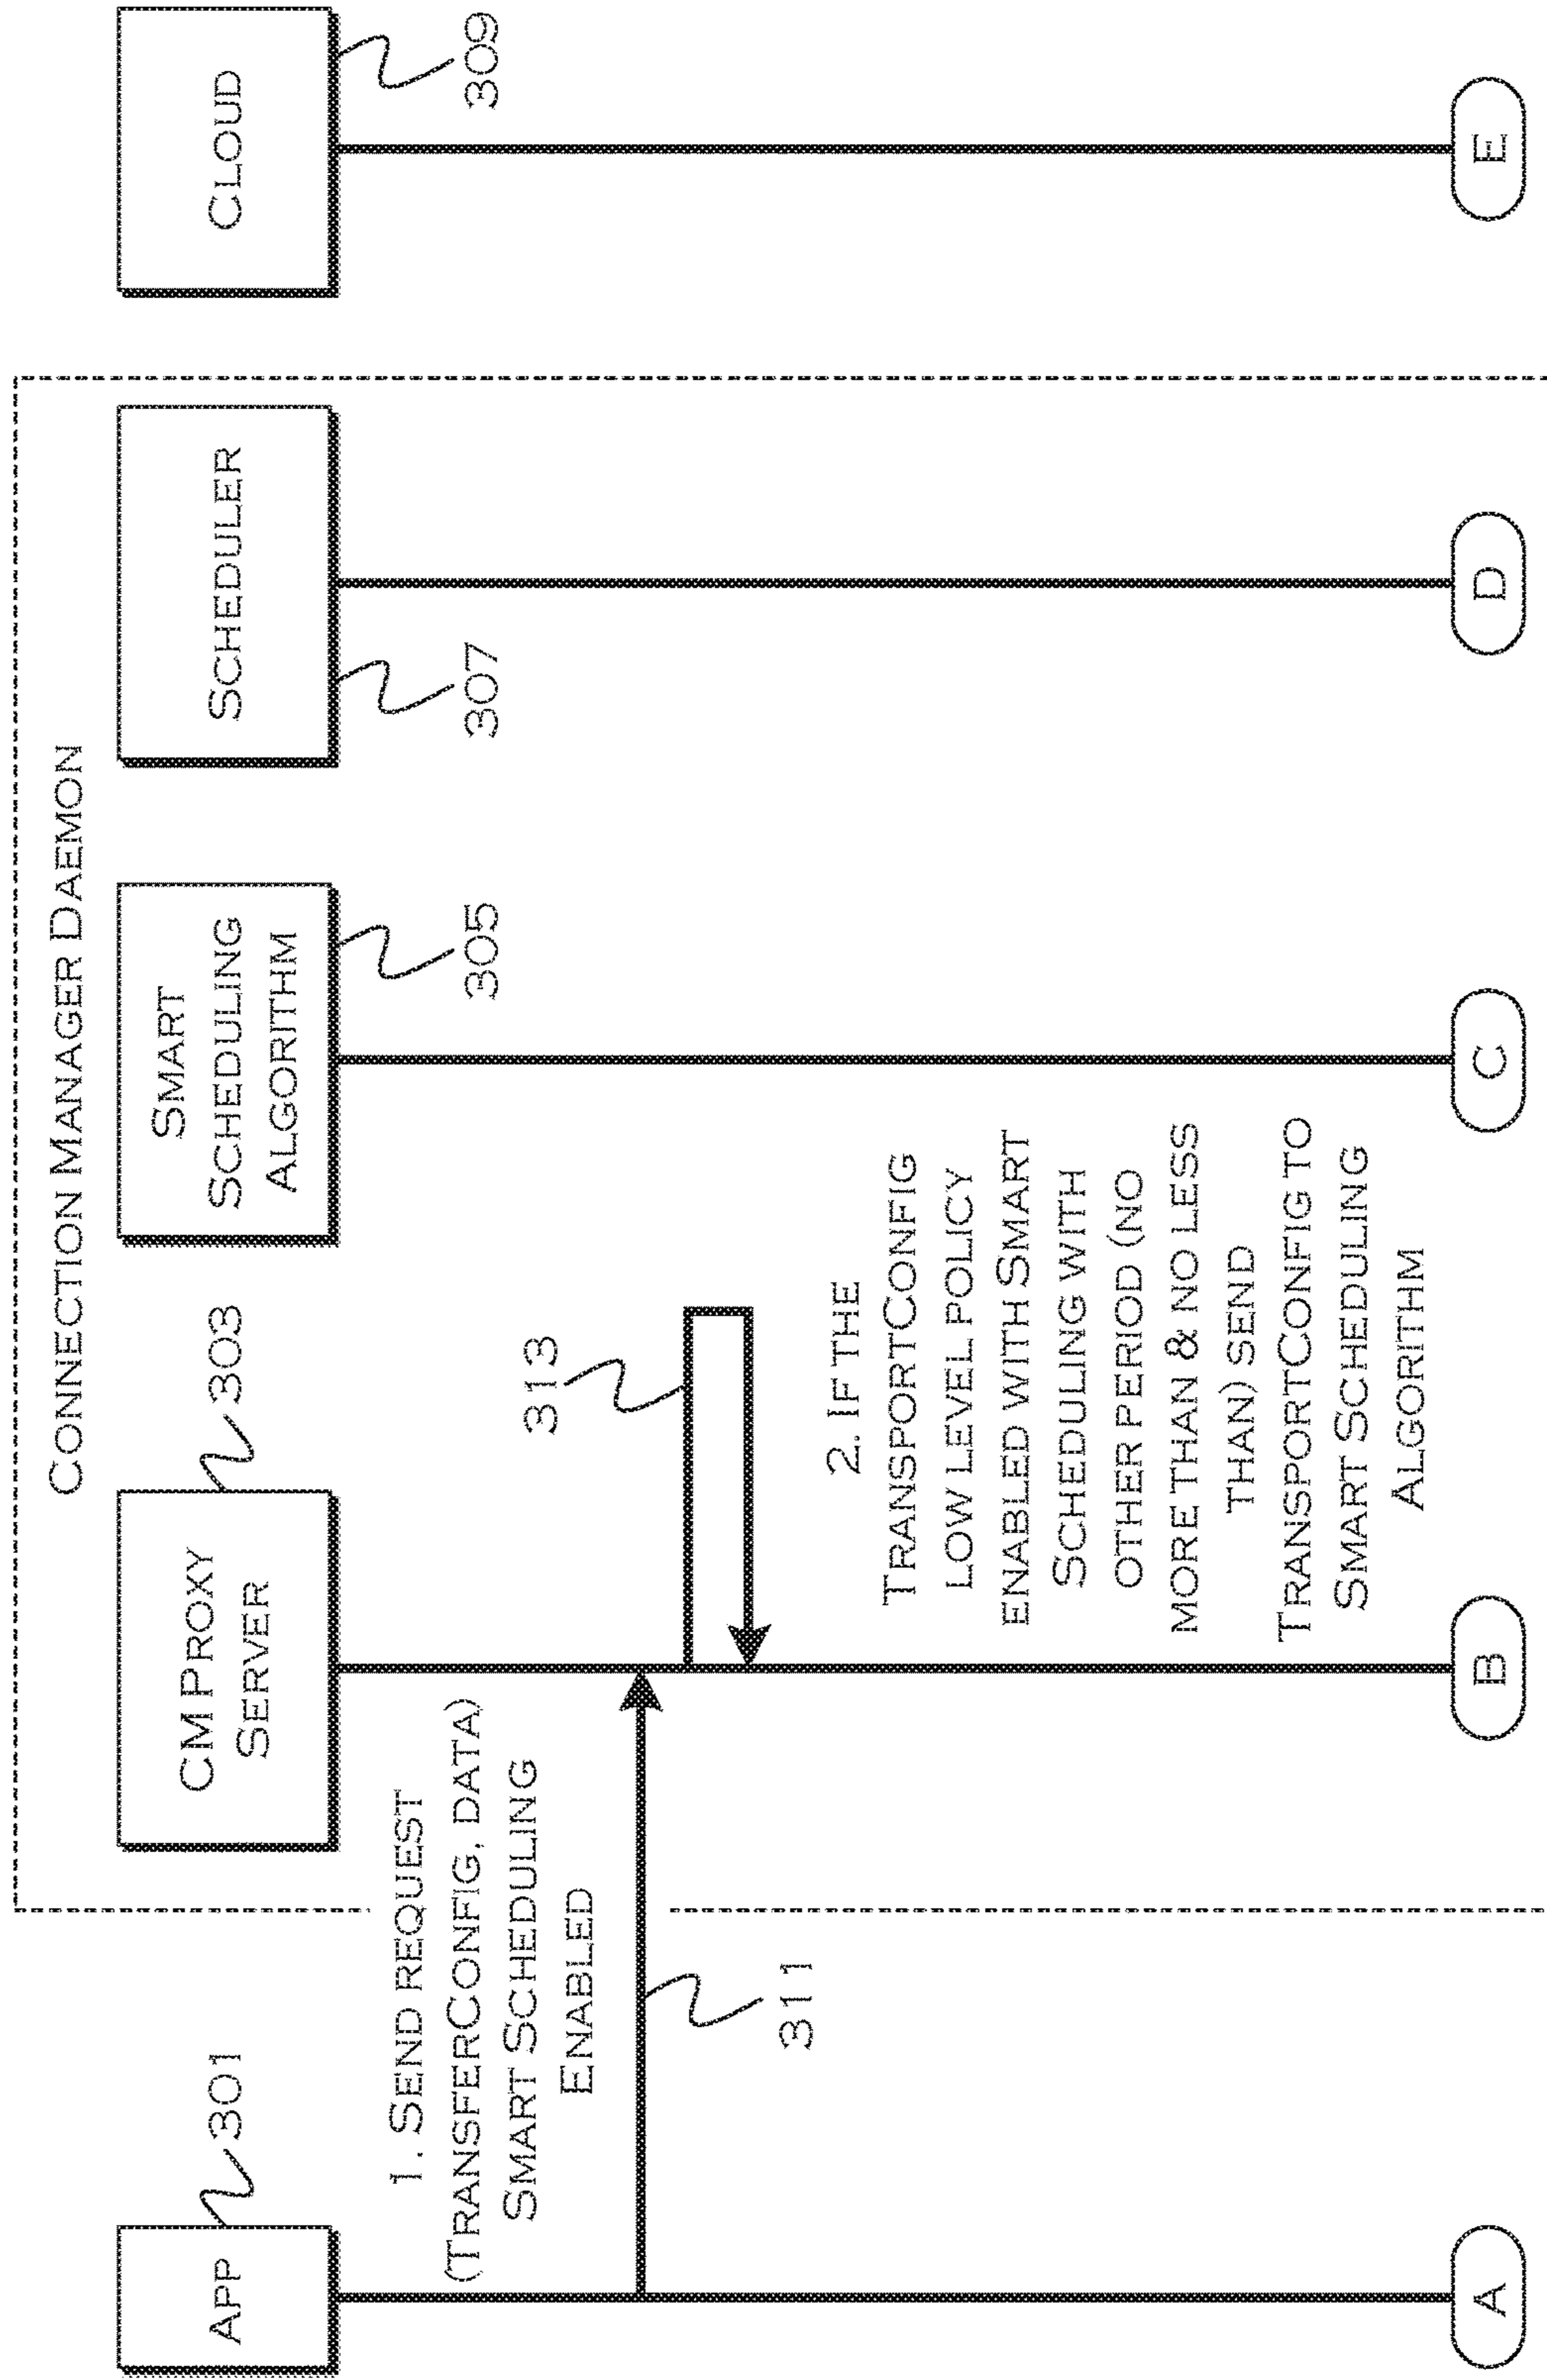 CONNECTION MANAGER DAEMON
APP
301
CM PROXY
SERVER
303
SMART
SCHEDULING
ALGORITHM
305
SCHEDULER
307
CLOUD
309
1. SEND REQUEST
(TRANSFERCONFIG, DATA)
SMART SCHEDULING
ENABLED
311
313
2. IF THE
TRANSPORTCONFIG
LOW LEVEL POLICY
ENABLED WITH SMART
SCHEDULING WITH
OTHER PERIOD (NO
MORE THAN & NO LESS
THAN) SEND
TRANSPORTCONFIG TO
SMART SCHEDULING
ALGORITHM
A
B
C
D
E